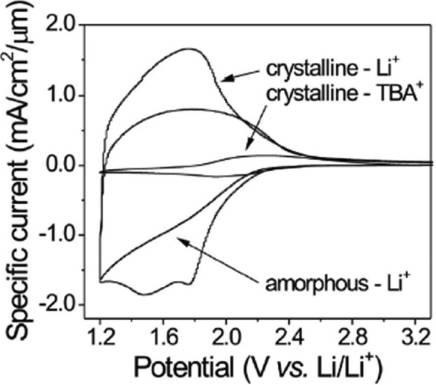 Specific current (mA/cm²/μm)
2.0
1.0
0.0
-1.0
-2.0
crystalline - Li⁺
crystalline - TBA⁺
amorphous - Li⁺
1.2 1.6 2.0 2.4 2.8 3.2
Potential (V vs. Li/Li⁺)